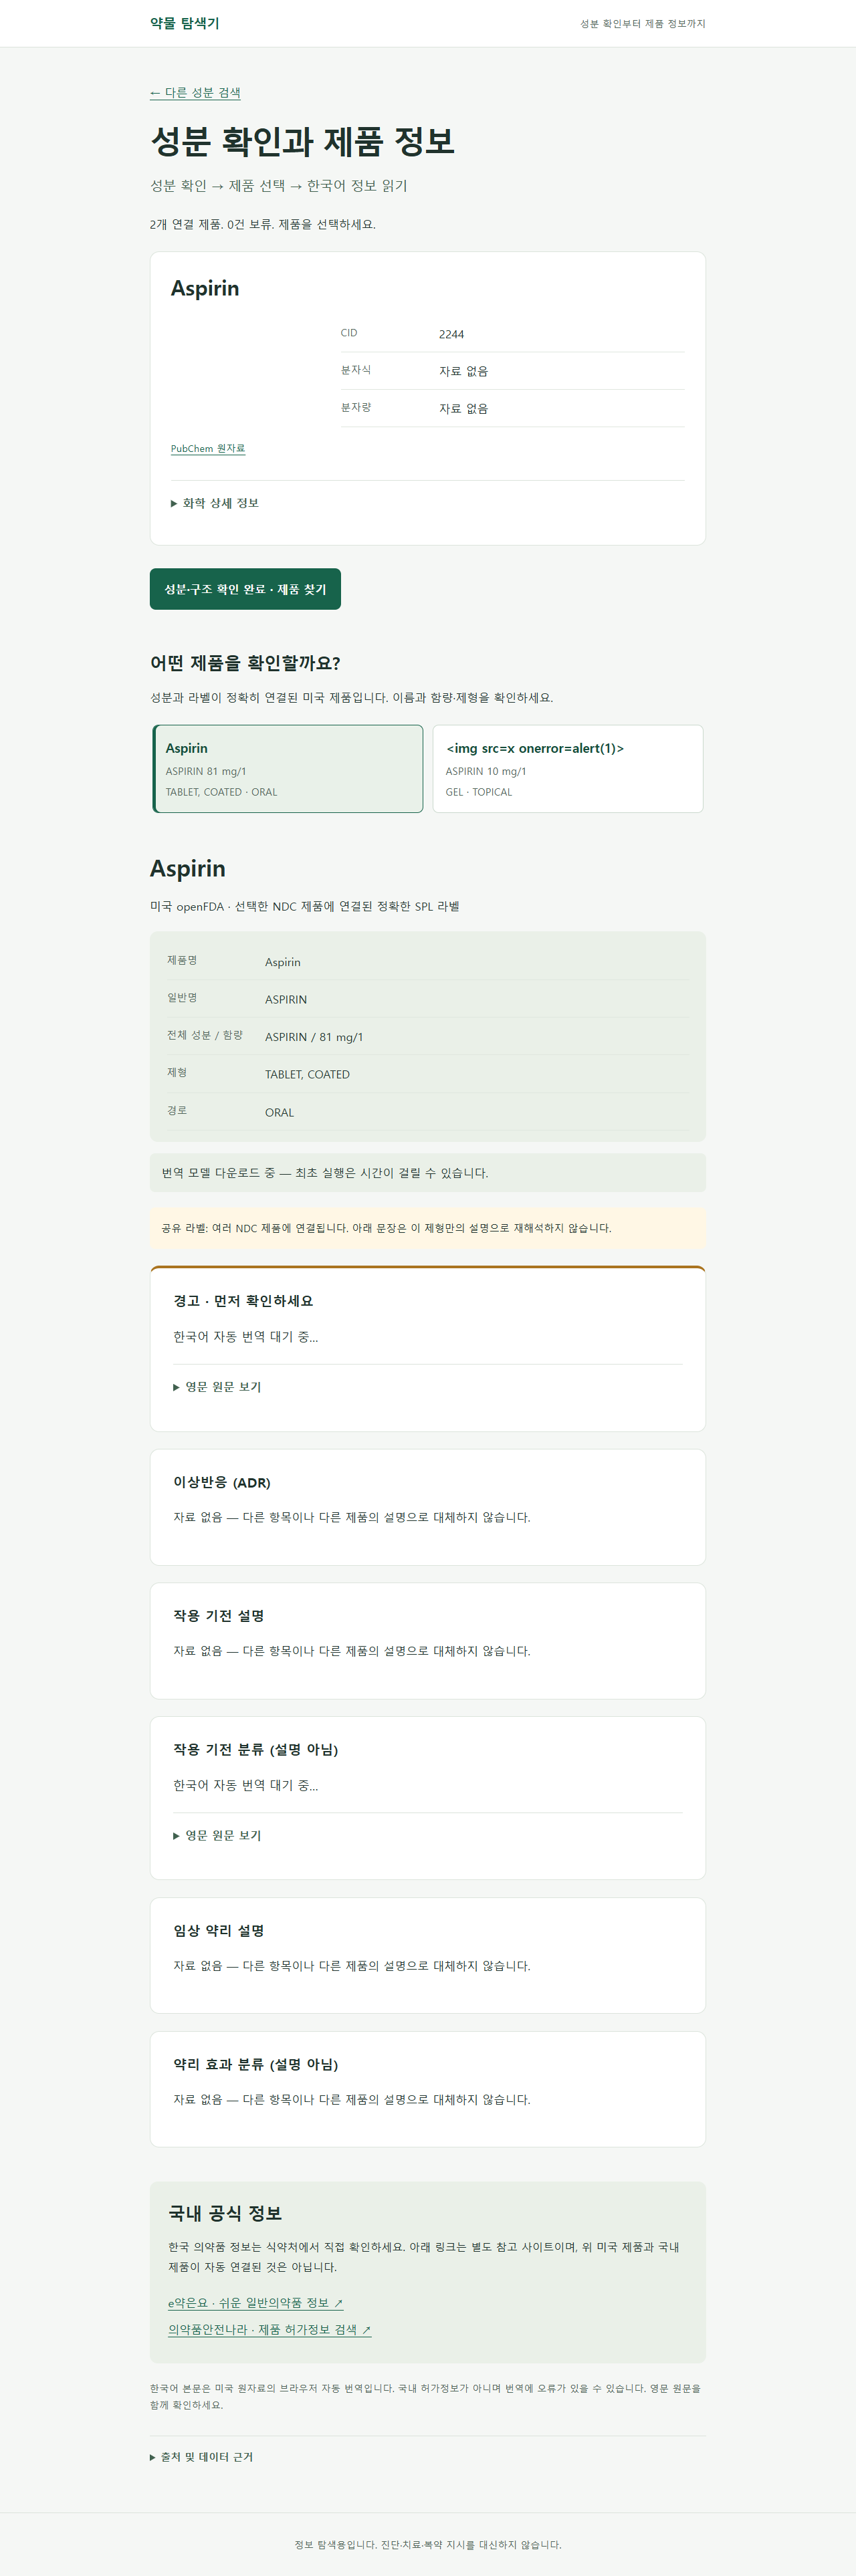 약물 탐색기
성분 확인부터 제품 정보까지
← 다른 성분 검색
성분 확인과 제품 정보
성분 확인 → 제품 선택 → 한국어 정보 읽기
2개 연결 제품. 0건 보류. 제품을 선택하세요.
Aspirin
CID 2244
분자식 자료 없음
분자량 자료 없음
PubChem 원자료
▶ 화학 상세 정보
성분·구조 확인 완료 · 제품 찾기
어떤 제품을 확인할까요?
성분과 라벨이 정확히 연결된 미국 제품입니다. 이름과 함량·제형을 확인하세요.
Aspirin
ASPIRIN 81 mg/1
TABLET, COATED · ORAL
<img src=x onerror=alert(1)>
ASPIRIN 10 mg/1
GEL · TOPICAL
Aspirin
미국 openFDA · 선택한 NDC 제품에 연결된 정확한 SPL 라벨
제품명 Aspirin
일반명 ASPIRIN
전체 성분 / 함량 ASPIRIN / 81 mg/1
제형 TABLET, COATED
경로 ORAL
번역 모델 다운로드 중 — 최초 실행은 시간이 걸릴 수 있습니다.
공유 라벨: 여러 NDC 제품에 연결됩니다. 아래 문장은 이 제형만의 설명으로 재해석하지 않습니다.
경고 · 먼저 확인하세요
한국어 자동 번역 대기 중…
▶ 영문 원문 보기
이상반응 (ADR)
자료 없음 — 다른 항목이나 다른 제품의 설명으로 대체하지 않습니다.
작용 기전 설명
자료 없음 — 다른 항목이나 다른 제품의 설명으로 대체하지 않습니다.
작용 기전 분류 (설명 아님)
한국어 자동 번역 대기 중…
▶ 영문 원문 보기
임상 약리 설명
자료 없음 — 다른 항목이나 다른 제품의 설명으로 대체하지 않습니다.
약리 효과 분류 (설명 아님)
자료 없음 — 다른 항목이나 다른 제품의 설명으로 대체하지 않습니다.
국내 공식 정보
한국 의약품 정보는 식약처에서 직접 확인하세요. 아래 링크는 별도 참고 사이트이며, 위 미국 제품과 국내
제품이 자동 연결된 것은 아닙니다.
e약은요 · 쉬운 일반의약품 정보 ↗
의약품안전나라 · 제품 허가정보 검색 ↗
한국어 본문은 미국 원자료의 브라우저 자동 번역입니다. 국내 허가정보가 아니며 번역에 오류가 있을 수 있습니다. 영문 원문을
함께 확인하세요.
▶ 출처 및 데이터 근거
정보 탐색용입니다. 진단·치료·복약 지시를 대신하지 않습니다.